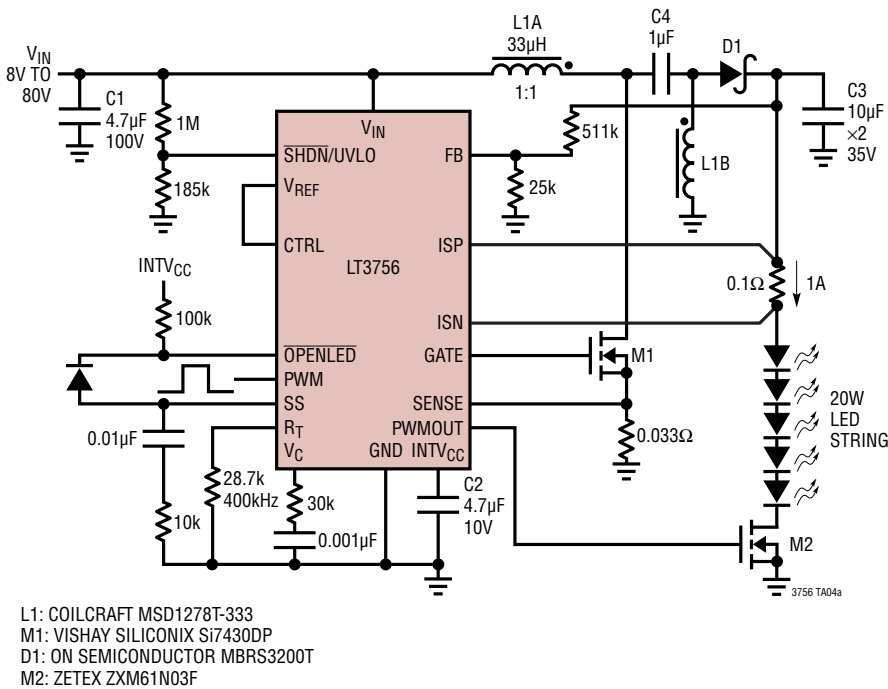 L1A
33µH
1:1
C4
1µF
D1
VIN
8V TO
80V
C1
4.7µF
100V
1M
185k
VIN
SHDN/UVLO
FB
VREF
CTRL
ISP
LT3756
ISN
OPENLED
GATE
PWM
SS
SENSE
RT
PWMOUT
VC
GND
INTVCC
511k
25k
L1B
C3
10µF
×2
35V
0.1Ω
1A
INTVCC
100k
M1
0.033Ω
20W
LED
STRING
0.01µF
10k
28.7k
400kHz
30k
0.001µF
C2
4.7µF
10V
M2
3756 TA04a
L1: COILCRAFT MSD1278T-333
M1: VISHAY SILICONIX Si7430DP
D1: ON SEMICONDUCTOR MBRS3200T
M2: ZETEX ZXM61N03F